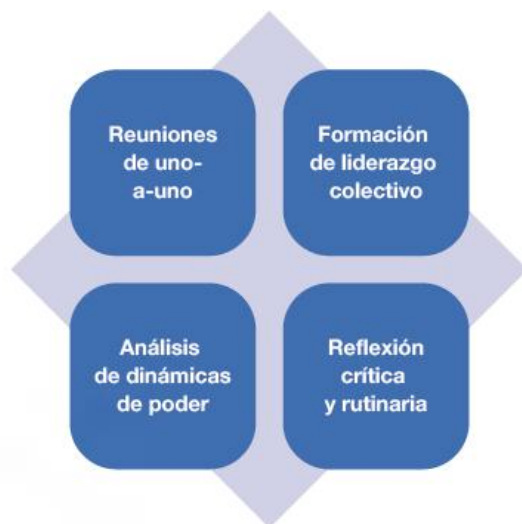 Reuniones
de uno-
a-uno
Formación
de liderazgo
colectivo
Análisis
de dinámicas
de poder
Reflexión
crítica
y rutinaria